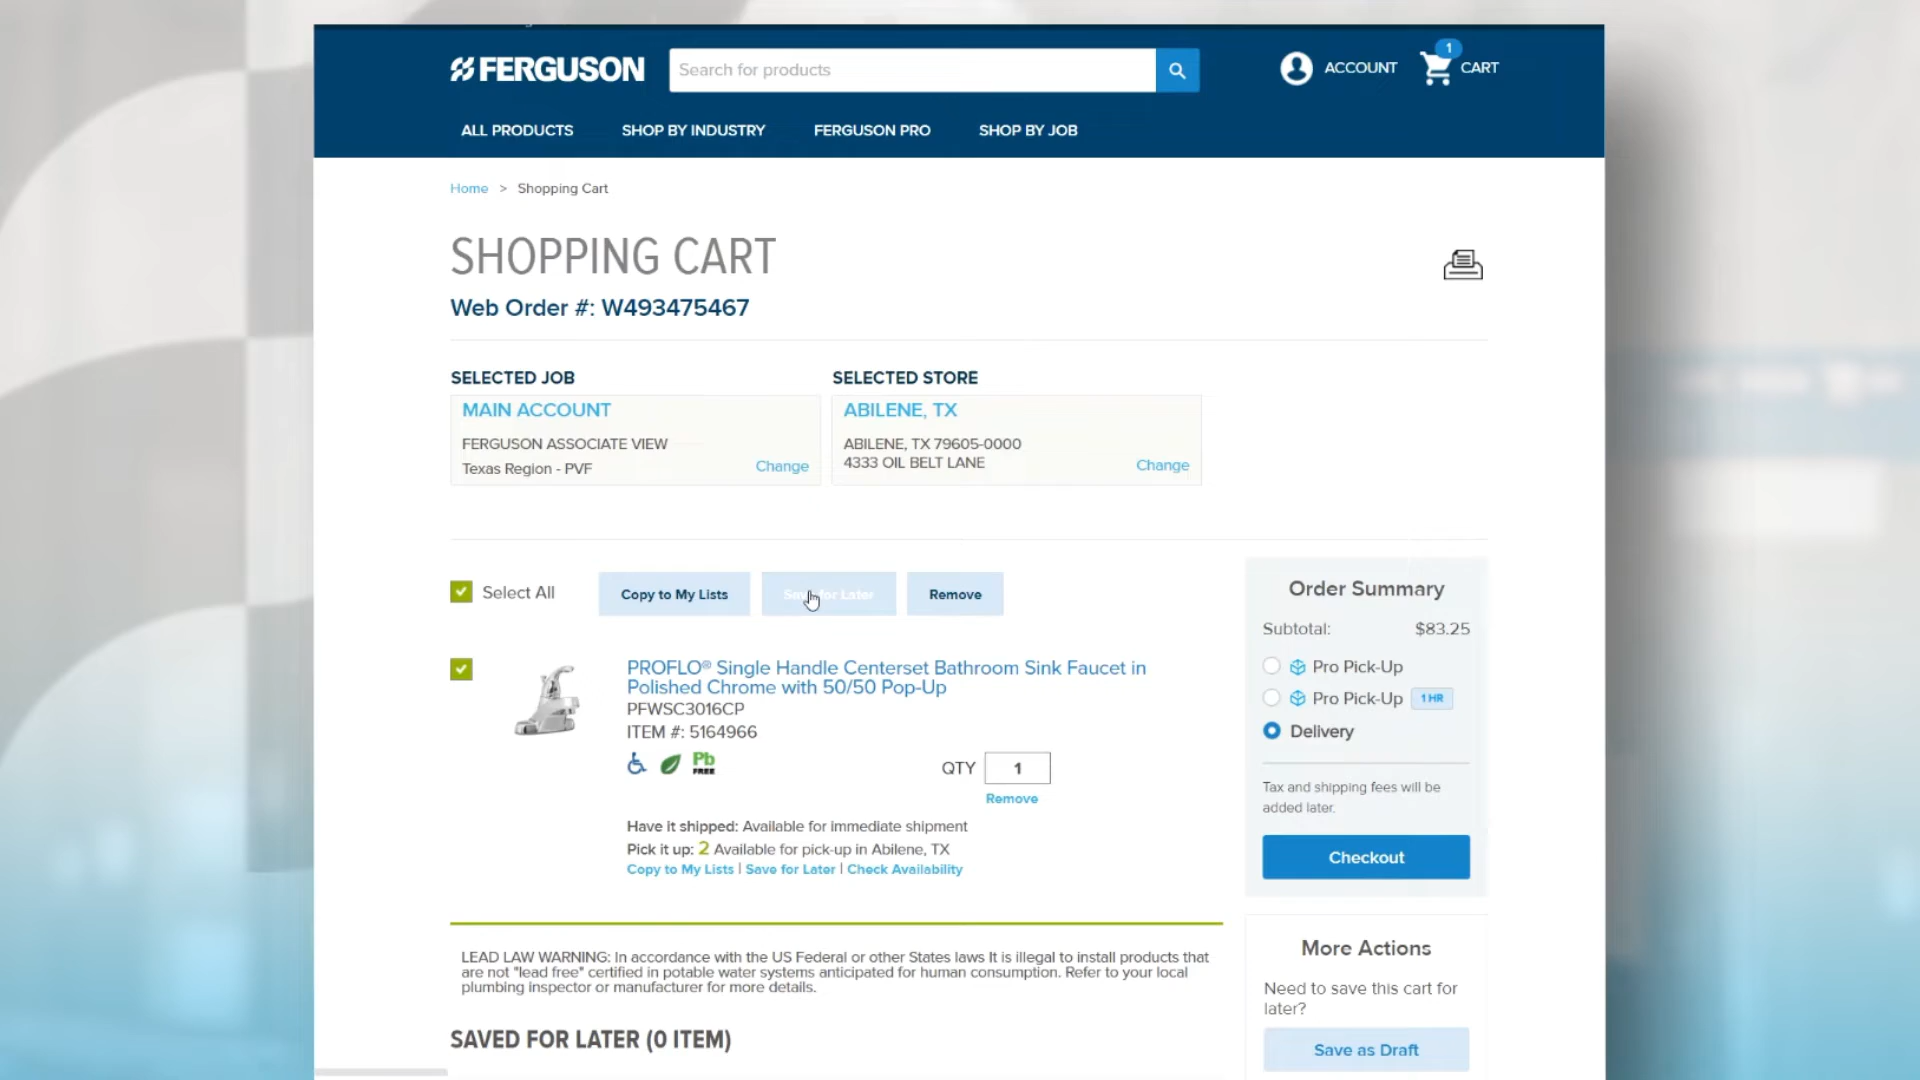 FERGUSON
Search for products
ACCOUNT
1
CART
ALL PRODUCTS
SHOP BY INDUSTRY
FERGUSON PRO
SHOP BY JOB
Home > Shopping Cart
SHOPPING CART
Web Order #: W493475467
SELECTED JOB
MAIN ACCOUNT
FERGUSON ASSOCIATE VIEW
Texas Region - PVF
Change
SELECTED STORE
ABILENE, TX
ABILENE, TX 79605-0000
4333 OIL BELT LANE
Change
Select All
Copy to My Lists
Save for Later
Remove
PROFLO® Single Handle Centerset Bathroom Sink Faucet in
Polished Chrome with 50/50 Pop-Up
PFWSC3016CP
ITEM #: 5164966
Pb
FREE
QTY 1
Remove
Have it shipped: Available for immediate shipment
Pick it up: 2 Available for pick-up in Abilene, TX
Copy to My Lists | Save for Later | Check Availability
LEAD LAW WARNING: In accordance with the US Federal or other States laws It is illegal to install products that
are not "lead free" certified in potable water systems anticipated for human consumption. Refer to your local
plumbing inspector or manufacturer for more details.
SAVED FOR LATER (0 ITEM)
Order Summary
Subtotal: $83.25
Pro Pick-Up
Pro Pick-Up 1 HR
Delivery
Tax and shipping fees will be
added later.
Checkout
More Actions
Need to save this cart for
later?
Save as Draft